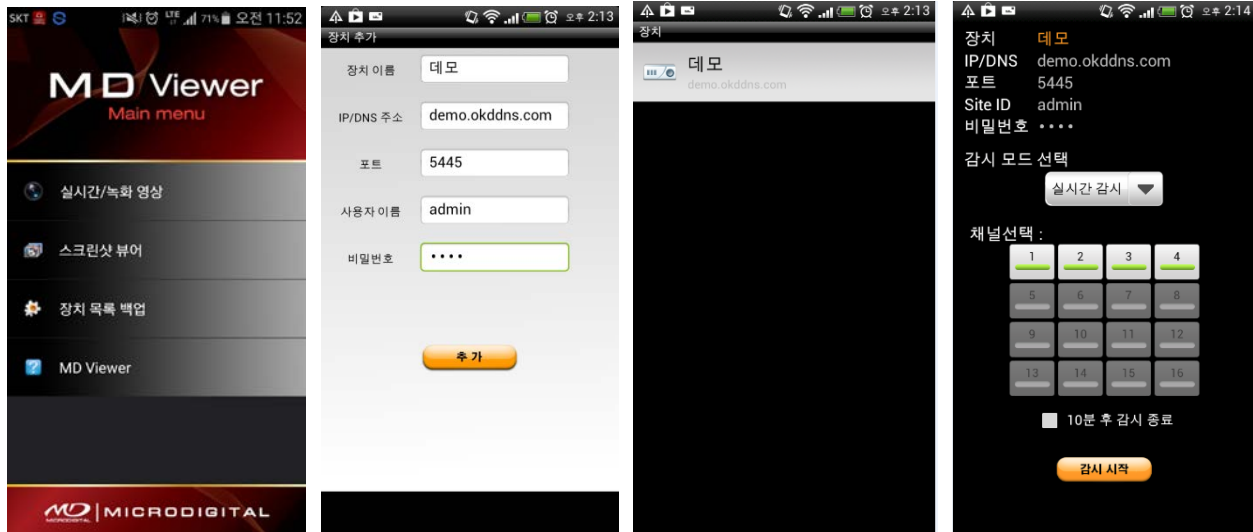 SKT
LTE
71%
오전 11:52
MD Viewer
Main menu
실시간/녹화 영상
스크린샷 뷰어
장치 목록 백업
MD Viewer
MD MICRODIGITAL
오후 2:13
장치 추가
장치 이름 데모
IP/DNS 주소 demo.okddns.com
포트 5445
사용자 이름 admin
비밀번호 ••••
추가
오후 2:13
장치
데모
demo.okddns.com
오후 2:14
장치 데모
IP/DNS demo.okddns.com
포트 5445
Site ID admin
비밀번호 ••••
감시 모드 선택
실시간 감시
채널선택 :
1 2 3 4
5 6 7 8
9 10 11 12
13 14 15 16
10분 후 감시 종료
감시 시작